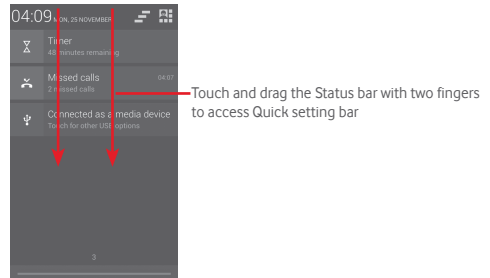 04:09 MON, 25 NOVEMBER
Timer
48 minutes remaining
Missed calls 04:07
2 missed calls
Connected as a media device
Touch for other USB options
Touch and drag the Status bar with two fingers
to access Quick setting bar
3